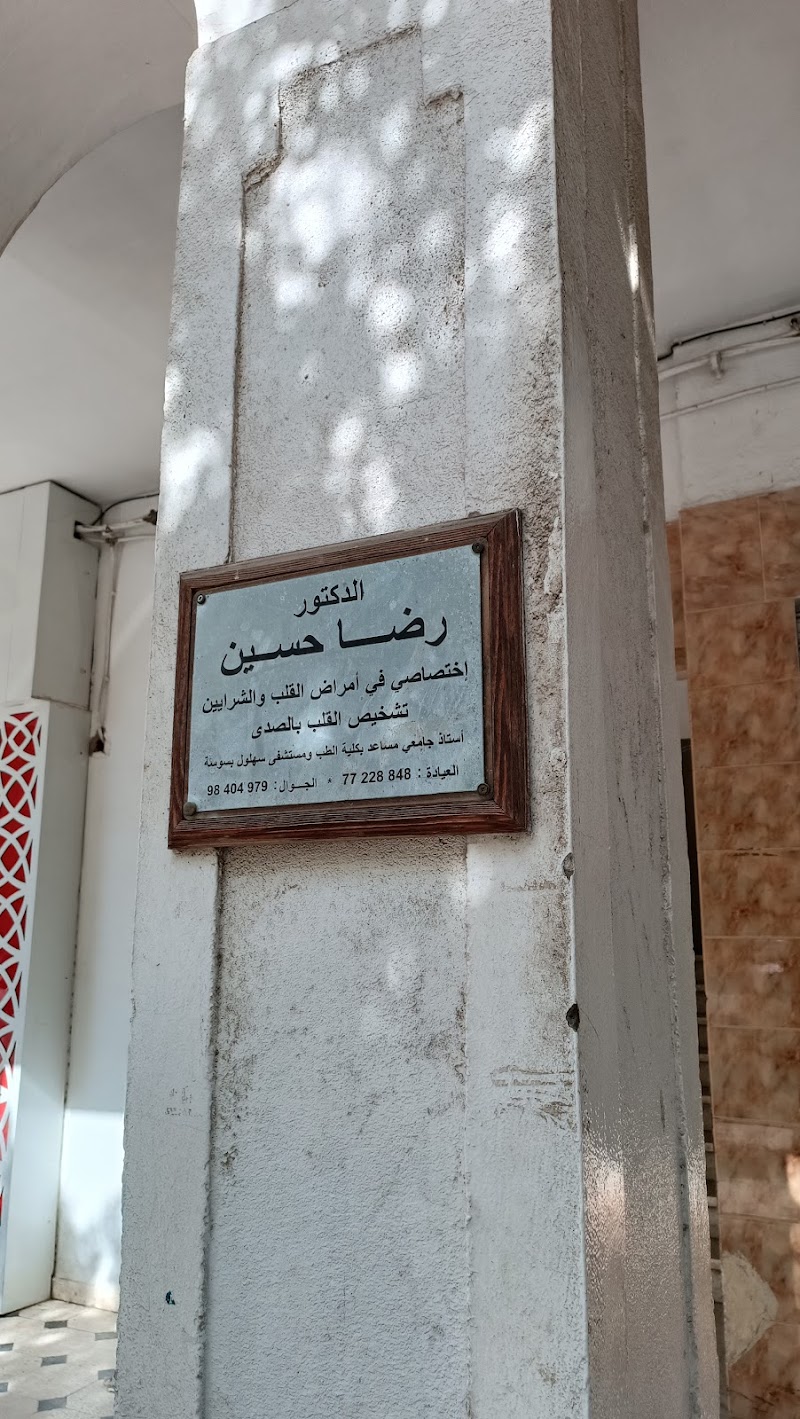 الدكتور
رضا حسين
إختصاصي في أمراض القلب والشرايين
تشخيص القلب بالصدى
أستاذ جامعي مساعد بكلية الطب ومستشفى سهلول بسوسة
العيادة : 77 228 848 * الجوال : 98 404 979